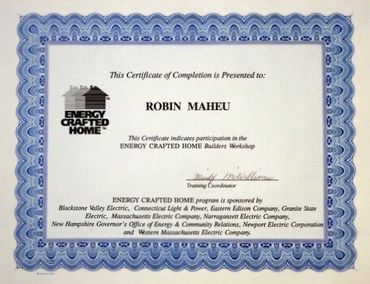 This Certificate of Completion is Presented to:
ENERGY
CRAFTED
HOME™
ROBIN MAHEU
This Certificate indicates participation in the
ENERGY CRAFTED HOME Builders Workshop
Training Coordinator
ENERGY CRAFTED HOME program is sponsored by
Blackstone Valley Electric, Connecticut Light & Power, Eastern Edison Company, Granite State
Electric, Massachusetts Electric Company, Narragansett Electric Company,
New Hampshire Governor's Office of Energy & Community Relations, Newport Electric Corporation
and Western Massachusetts Electric Company.